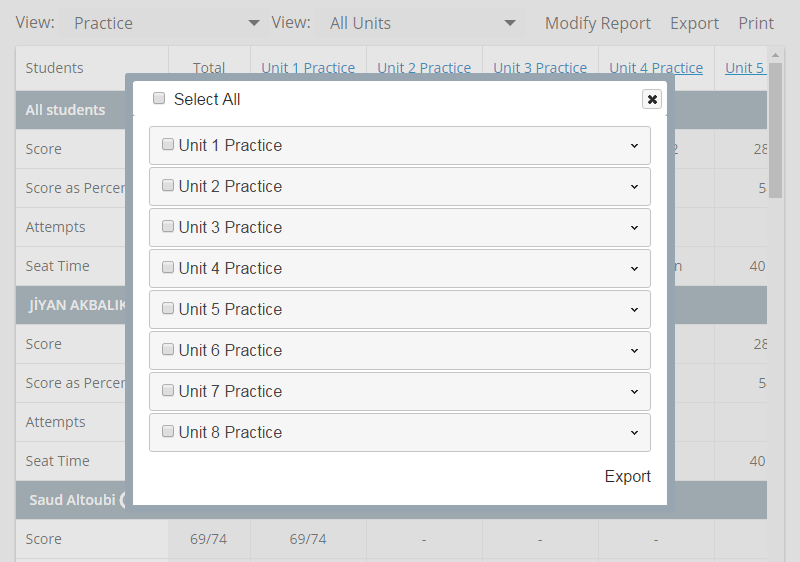 View: Practice View: All Units Modify Report Export Print
Students Total Unit 1 Practice Unit 2 Practice Unit 3 Practice Unit 4 Practice Unit 5
Select All
All students
Unit 1 Practice
Score 2 28
Unit 2 Practice
Score as Percen 5
Unit 3 Practice
Attempts
Unit 4 Practice
Seat Time n 40
JİYAN AKBALIK
Unit 5 Practice
Score 28
Unit 6 Practice
Score as Percen 5
Unit 7 Practice
Attempts
Unit 8 Practice
Seat Time 40
Export
Saud Altoubi (
Score 69/74 69/74 - - -